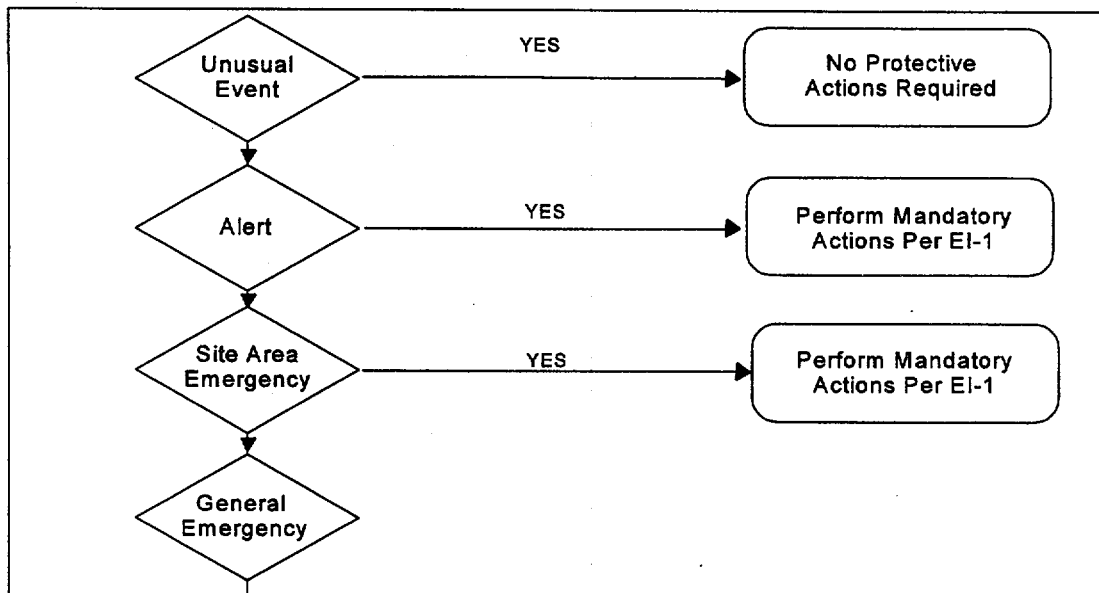 Unusual
Event
YES
No Protective
Actions Required
Alert
YES
Perform Mandatory
Actions Per EI-1
Site Area
Emergency
YES
Perform Mandatory
Actions Per EI-1
General
Emergency